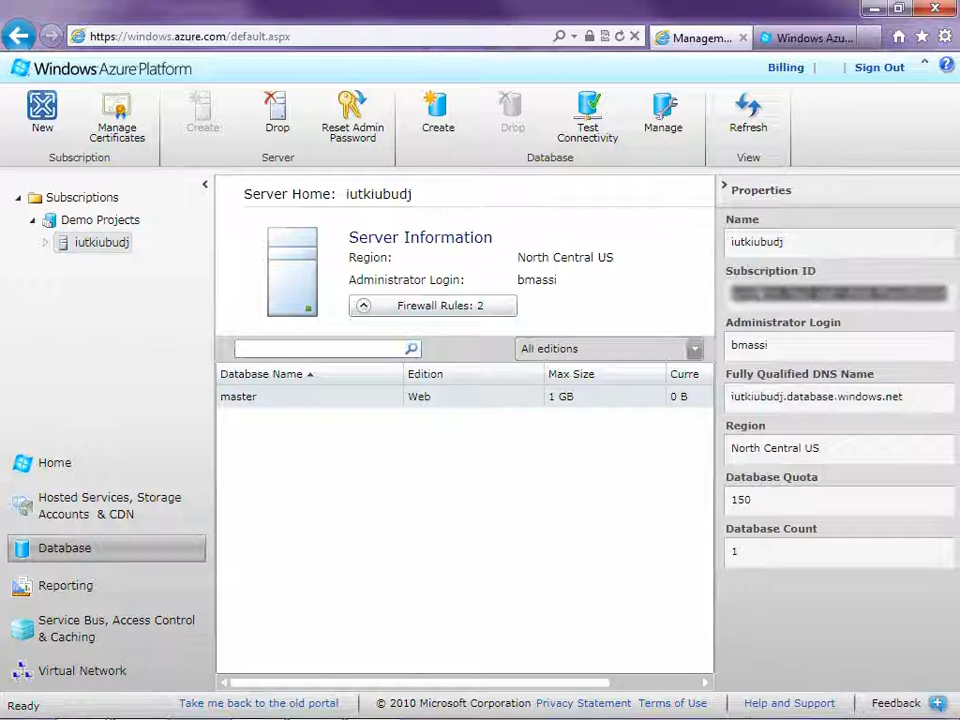 https://windows.azure.com/default.aspx
Managem...
Windows Azu...
WindowsAzurePlatform
Billing |
| Sign Out
New
Manage Certificates
Create
Drop
Reset Admin Password
Create
Drop
Test Connectivity
Manage
Refresh
Subscription
Server
Database
View
Subscriptions
Demo Projects
iutkiubudj
Home
Hosted Services, Storage
Accounts & CDN
Database
Reporting
Service Bus, Access Control
& Caching
Virtual Network
Server Home: iutkiubudj
Server Information
Region: North Central US
Administrator Login: bmassi
Firewall Rules: 2
All editions
Database Name Edition Max Size Curre
master Web 1 GB 0 B
Properties
Name
iutkiubudj
Subscription ID
Administrator Login
bmassi
Fully Qualified DNS Name
iutkiubudj.database.windows.net
Region
North Central US
Database Quota
150
Database Count
1
Ready
Take me back to the old portal
© 2010 Microsoft Corporation Privacy Statement Terms of Use
Help and Support
Feedback